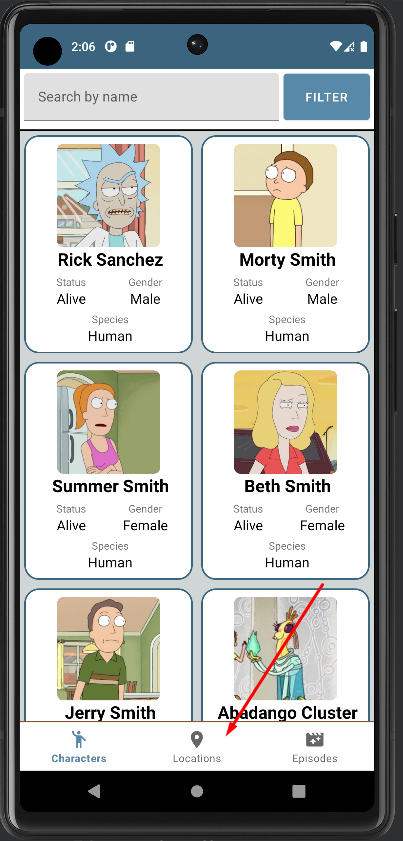 2:06
Search by name
FILTER
Rick Sanchez
Morty Smith
Status Gender
Alive Male
Species
Human
Status Gender
Alive Male
Species
Human
Summer Smith
Beth Smith
Status Gender
Alive Female
Species
Human
Status Gender
Alive Female
Species
Human
Jerry Smith
Abadango Cluster
Characters
Locations
Episodes